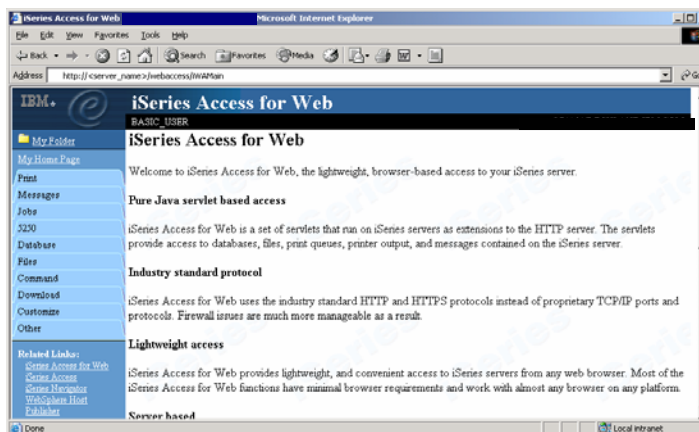 iSeries Access for Web Microsoft Internet Explorer
File Edit View Favorites Tools Help
Back Search Favorites Media
Address http://<server_name>/webaccess/iWAMain
IBM
iSeries Access for Web
BASIC_USER
My Folder
My Home Page
Print
Messages
Jobs
5250
Database
Files
Command
Download
Customize
Other
Related Links:
iSeries Access for Web
iSeries Access
iSeries Navigator
WebSphere Host
Publisher
iSeries Access for Web
Welcome to iSeries Access for Web, the lightweight, browser-based access to your iSeries server.
Pure Java servlet based access
iSeries Access for Web is a set of servlets that run on iSeries servers as extensions to the HTTP server. The servlets
provide access to databases, files, print queues, printer output, and messages contained on the iSeries server.
Industry standard protocol
iSeries Access for Web uses the industry standard HTTP and HTTPS protocols instead of proprietary TCP/IP ports and
protocols. Firewall issues are much more manageable as a result.
Lightweight access
iSeries Access for Web provides lightweight, and convenient access to iSeries servers from any web browser. Most of the
iSeries Access for Web functions have minimal browser requirements and work with almost any browser on any platform.
Server based
Done
Local intranet